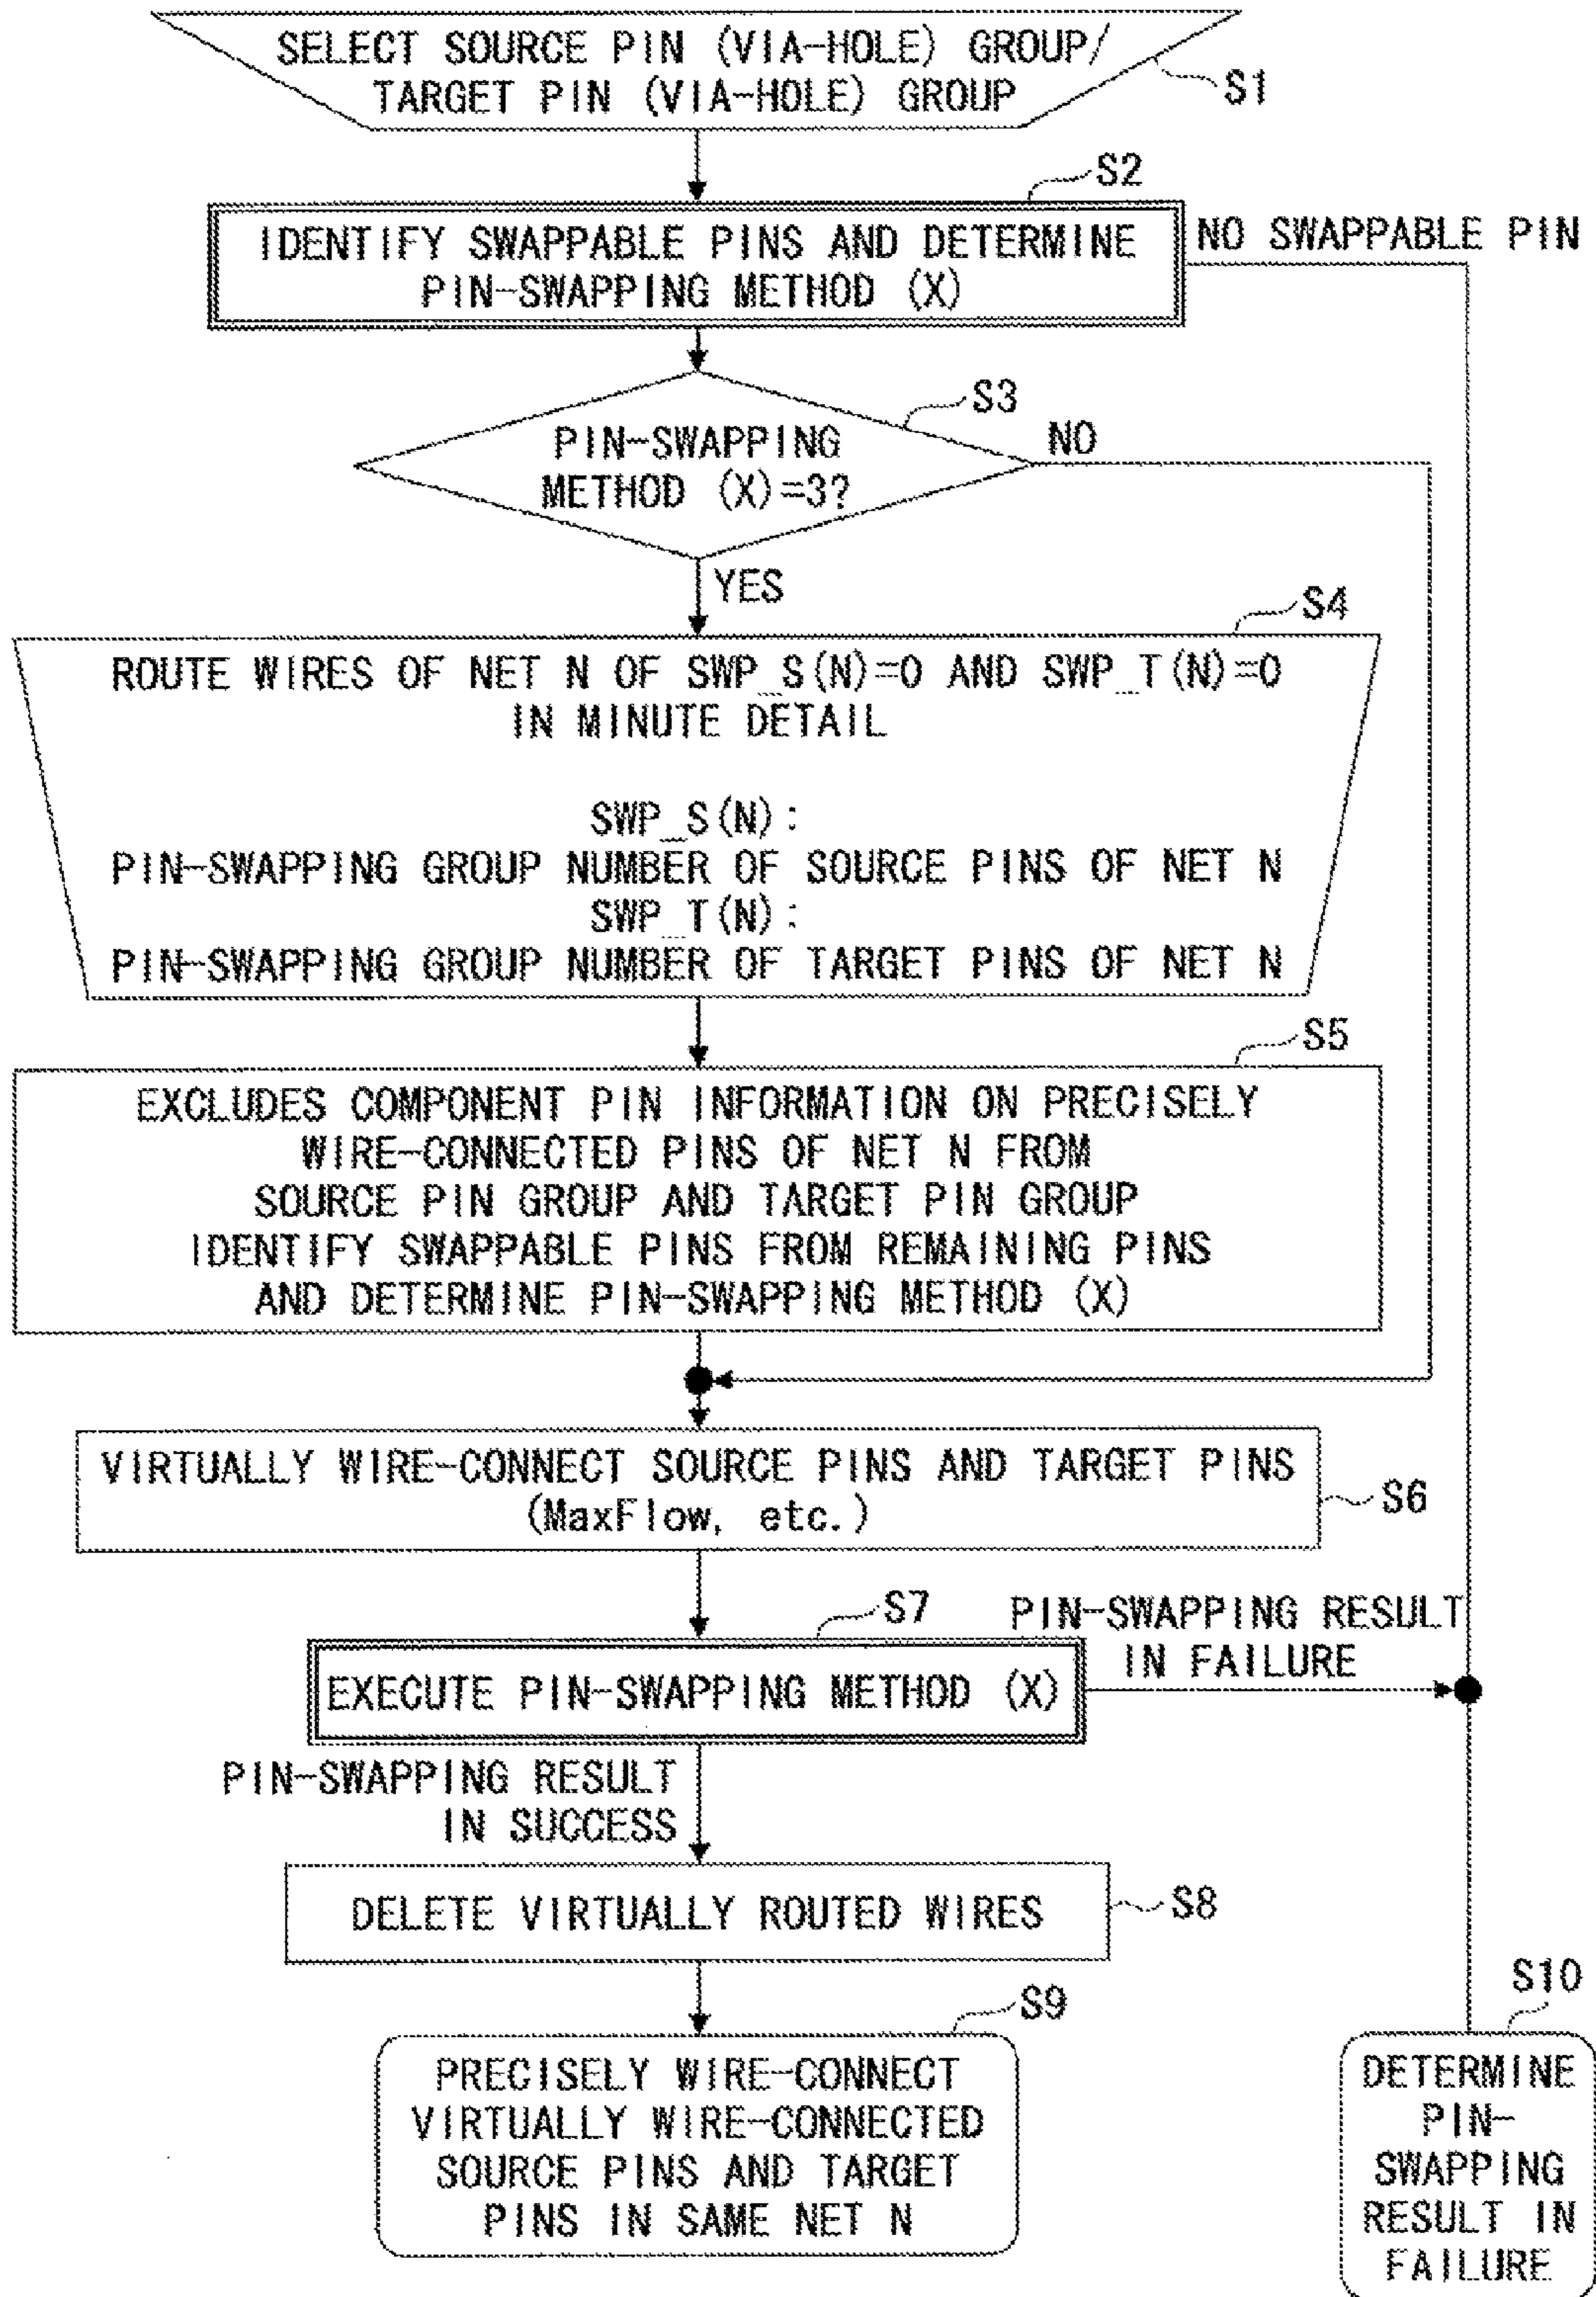 SELECT SOURCE PIN (VIA-HOLE) GROUP/
TARGET PIN (VIA-HOLE) GROUP
S1
S2
IDENTIFY SWAPPABLE PINS AND DETERMINE
PIN-SWAPPING METHOD (X)
NO SWAPPABLE PIN
S3
PIN-SWAPPING
METHOD (X)=3?
NO
YES
S4
ROUTE WIRES OF NET N OF SWP_S(N)=0 AND SWP_T(N)=0
IN MINUTE DETAIL
SWP_S(N):
PIN-SWAPPING GROUP NUMBER OF SOURCE PINS OF NET N
SWP_T(N):
PIN-SWAPPING GROUP NUMBER OF TARGET PINS OF NET N
S5
EXCLUDES COMPONENT PIN INFORMATION ON PRECISELY
WIRE-CONNECTED PINS OF NET N FROM
SOURCE PIN GROUP AND TARGET PIN GROUP
IDENTIFY SWAPPABLE PINS FROM REMAINING PINS
AND DETERMINE PIN-SWAPPING METHOD (X)
VIRTUALLY WIRE-CONNECT SOURCE PINS AND TARGET PINS
(MaxFlow, etc.)
S6
S7
EXECUTE PIN-SWAPPING METHOD (X)
PIN-SWAPPING RESULT
IN FAILURE
PIN-SWAPPING RESULT
IN SUCCESS
DELETE VIRTUALLY ROUTED WIRES
S8
S9
PRECISELY WIRE-CONNECT
VIRTUALLY WIRE-CONNECTED
SOURCE PINS AND TARGET
PINS IN SAME NET N
S10
DETERMINE
PIN-
SWAPPING
RESULT IN
FAILURE